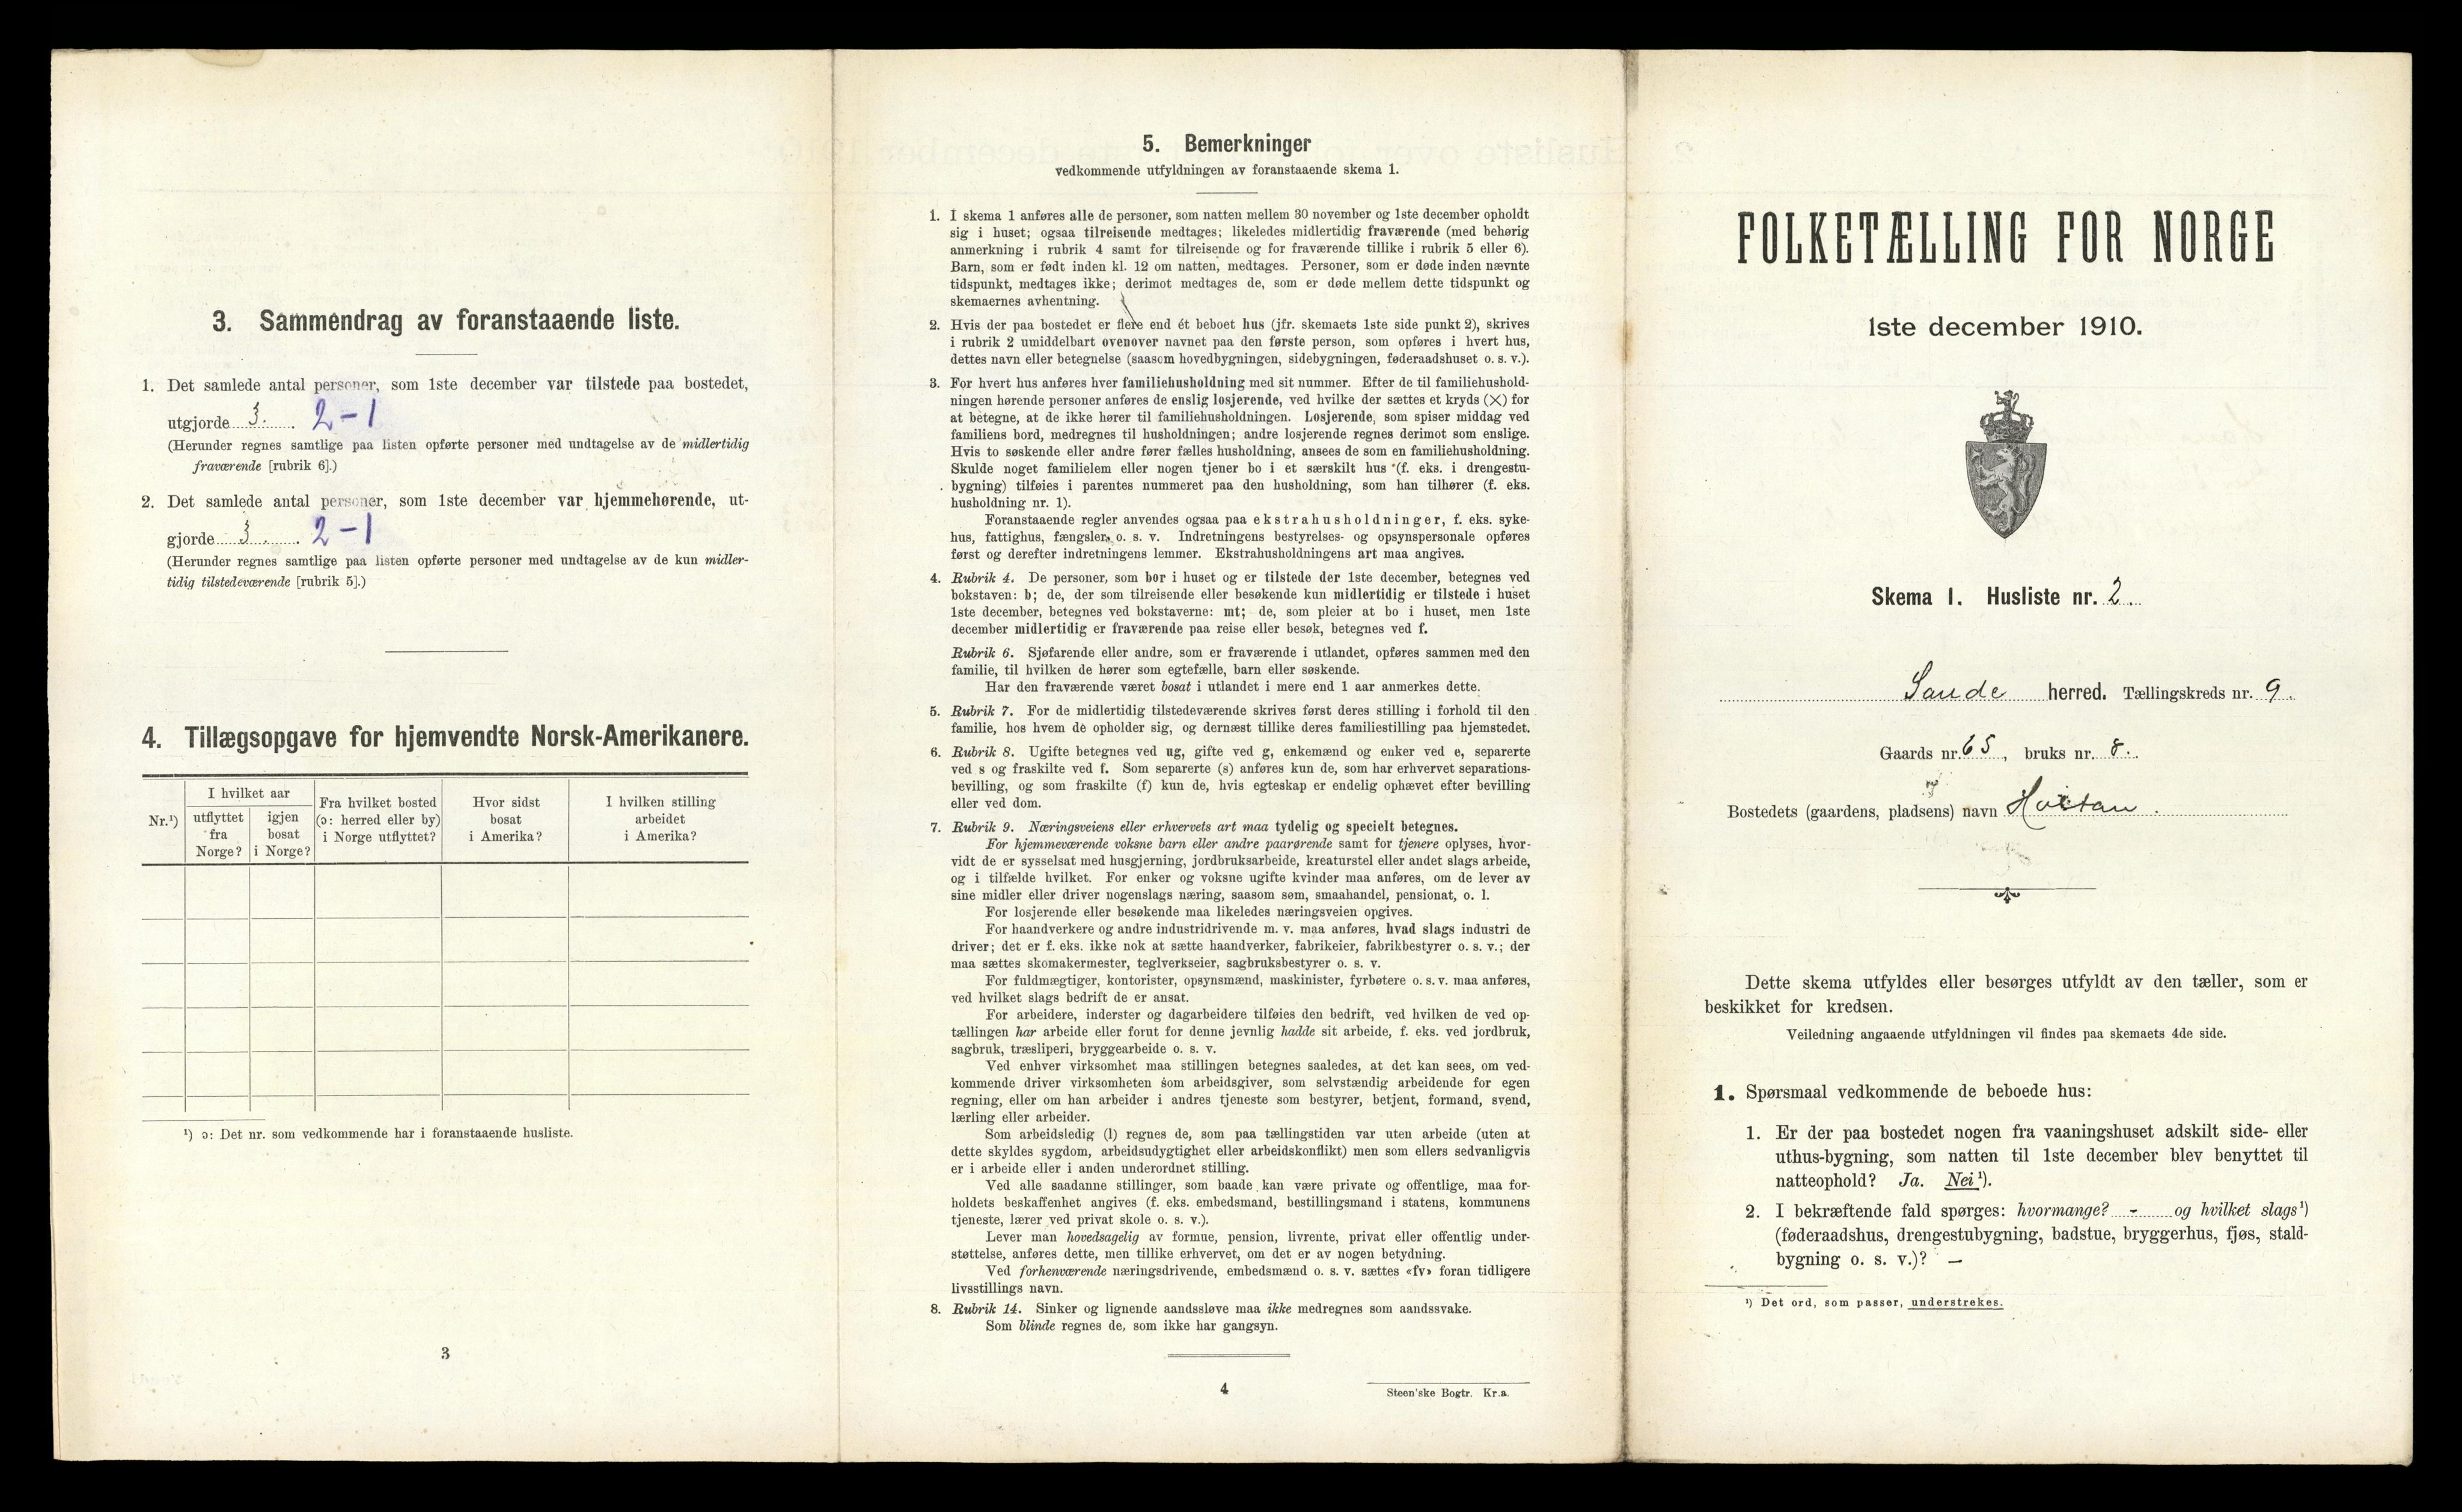 3. Sammendrag av foranstaaende liste.
1. Det samlede antal personer, som 1ste december var tilstede paa bostedet,
utgjorde 3. 2-1
(Herunder regnes samtlige paa listen opførte personer med undtagelse av de midlertidig
fraværende [rubrik 6].)
2. Det samlede antal personer, som 1ste december var hjemmehørende, ut-
gjorde 3. 2-1
(Herunder regnes samtlige paa listen opførte personer med undtagelse av de kun midler-
tidig tilstedeværende [rubrik 5].)
4. Tillægsopgave for hjemvendte Norsk-Amerikanere.
Nr.¹)
I hvilket aar
utflyttet
fra
Norge?
igjen
bosat
i Norge?
Fra hvilket bosted
(ɔ: herred eller by)
i Norge utflyttet?
Hvor sidst
bosat
i Amerika?
I hvilken stilling
arbeidet
i Amerika?
¹) ɔ: Det nr. som vedkommende har i foranstaaende husliste.
3
5. Bemerkninger
vedkommende utfyldningen av foranstaaende skema 1.
1. I skema 1 anføres alle de personer, som natten mellem 30 november og 1ste december opholdt
sig i huset; ogsaa tilreisende medtages; likeledes midlertidig fraværende (med behørig
anmerkning i rubrik 4 samt for tilreisende og for fraværende tillike i rubrik 5 eller 6).
Barn, som er født inden kl. 12 om natten, medtages. Personer, som er døde inden nævnte
tidspunkt, medtages ikke; derimot medtages de, som er døde mellem dette tidspunkt og
skemaernes avhentning.
2. Hvis der paa bostedet er flere end ét beboet hus (jfr. skemaets 1ste side punkt 2), skrives
i rubrik 2 umiddelbart ovenover navnet paa den første person, som opføres i hvert hus,
dettes navn eller betegnelse (saasom hovedbygningen, sidebygningen, føderaadshuset o. s. v.).
3. For hvert hus anføres hver familiehusholdning med sit nummer. Efter de til familiehushold-
ningen hørende personer anføres de enslig losjerende, ved hvilke der sættes et kryds (×) for
at betegne, at de ikke hører til familiehusholdningen. Losjerende, som spiser middag ved
familiens bord, medregnes til husholdningen; andre losjerende regnes derimot som enslige.
Hvis to søskende eller andre fører fælles husholdning, ansees de som en familiehusholdning.
Skulde noget familielem eller nogen tjener bo i et særskilt hus (f. eks. i drengestu-
bygning) tilføies i parentes nummeret paa den husholdning, som han tilhører (f. eks.
husholdning nr. 1).
Foranstaaende regler anvendes ogsaa paa ekstrahusholdninger, f. eks. syke-
hus, fattighus, fængsler, o. s. v. Indretningens bestyrelses- og opsynspersonale opføres
først og derefter indretningens lemmer. Ekstrahusholdningens art maa angives.
4. Rubrik 4. De personer, som bor i huset og er tilstede der 1ste december, betegnes ved
bokstaven: b; de, der som tilreisende eller besøkende kun midlertidig er tilstede i huset
1ste december, betegnes ved bokstaverne: mt; de, som pleier at bo i huset, men 1ste
december midlertidig er fraværende paa reise eller besøk, betegnes ved f.
Rubrik 6. Sjøfarende eller andre, som er fraværende i utlandet, opføres sammen med den
familie, til hvilken de hører som egtefælle, barn eller søskende.
Har den fraværende været bosat i utlandet i mere end 1 aar anmerkes dette.
5. Rubrik 7. For de midlertidig tilstedeværende skrives først deres stilling i forhold til den
familie, hos hvem de opholder sig, og dernæst tillike deres familiestilling paa hjemstedet.
6. Rubrik 8. Ugifte betegnes ved ug, gifte ved g, enkemænd og enker ved e, separerte
ved s og fraskilte ved f. Som separerte (s) anføres kun de, som har erhvervet separations-
bevilling, og som fraskilte (f) kun de, hvis egteskap er endelig ophævet efter bevilling
eller ved dom.
7. Rubrik 9. Næringsveiens eller erhvervets art maa tydelig og specielt betegnes.
For hjemmeværende voksne barn eller andre paarørende samt for tjenere oplyses, hvor-
vidt de er sysselsat med husgjerning, jordbruksarbeide, kreaturstel eller andet slags arbeide,
og i tilfælde hvilket. For enker og voksne ugifte kvinder maa anføres, om de lever av
sine midler eller driver nogenslags næring, saasom søm, smaahandel, pensionat, o. l.
For losjerende eller besøkende maa likeledes næringsveien opgives.
For haandverkere og andre industridrivende m. v. maa anføres, hvad slags industri de
driver; det er f. eks. ikke nok at sætte haandverker, fabrikeier, fabrikbestyrer o. s. v.; der
maa sættes skomakermester, teglverkseier, sagbruksbestyrer o. s. v.
For fuldmægtiger, kontorister, opsynsmænd, maskinister, fyrbøtere o. s. v. maa anføres,
ved hvilket slags bedrift de er ansat.
For arbeidere, inderster og dagarbeidere tilføies den bedrift, ved hvilken de ved op-
tællingen har arbeide eller forut for denne jevnlig hadde sit arbeide, f. eks. ved jordbruk,
sagbruk, træsliperi, bryggearbeide o. s. v.
Ved enhver virksomhet maa stillingen betegnes saaledes, at det kan sees, om ved-
kommende driver virksomheten som arbeidsgiver, som selvstændig arbeidende for egen
regning, eller om han arbeider i andres tjeneste som bestyrer, betjent, formand, svend,
lærling eller arbeider.
Som arbeidsledig (l) regnes de, som paa tællingstiden var uten arbeide (uten at
dette skyldes sygdom, arbeidsudygtighet eller arbeidskonflikt) men som ellers sedvanligvis
er i arbeide eller i anden underordnet stilling.
Ved alle saadanne stillinger, som baade kan være private og offentlige, maa for-
holdets beskaffenhet angives (f. eks. embedsmand, bestillingsmand i statens, kommunens
tjeneste, lærer ved privat skole o. s. v.).
Lever man hovedsagelig av formue, pension, livrente, privat eller offentlig under-
støttelse, anføres dette, men tillike erhvervet, om det er av nogen betydning.
Ved forhenværende næringsdrivende, embedsmænd o. s. v. sættes «fv» foran tidligere
livsstillings navn.
8. Rubrik 14. Sinker og lignende aandssløve maa ikke medregnes som aandssvake.
Som blinde regnes de, som ikke har gangsyn.
4
Steen'ske Bogtr. Kr.a.
FOLKETÆLLING FOR NORGE
1ste december 1910.
Skema 1. Husliste nr. 2.
Sande herred. Tællingskreds nr. 9.
Gaards nr. 65, bruks nr. 8.
Bostedets (gaardens, pladsens) navn
Dette skema utfyldes eller besørges utfyldt av den tæller, som er
beskikket for kredsen.
Veiledning angaaende utfyldningen vil findes paa skemaets 4de side.
1. Spørsmaal vedkommende de beboede hus:
1. Er der paa bostedet nogen fra vaaningshuset adskilt side- eller
uthus-bygning, som natten til 1ste december blev benyttet til
natteophold? Ja. Nei ¹).
2. I bekræftende fald spørges: hvormange? - og hvilket slags¹)
(føderaadshus, drengestubygning, badstue, bryggerhus, fjøs, stald-
bygning o. s. v.)? —
¹) Det ord, som passer, understrekes.